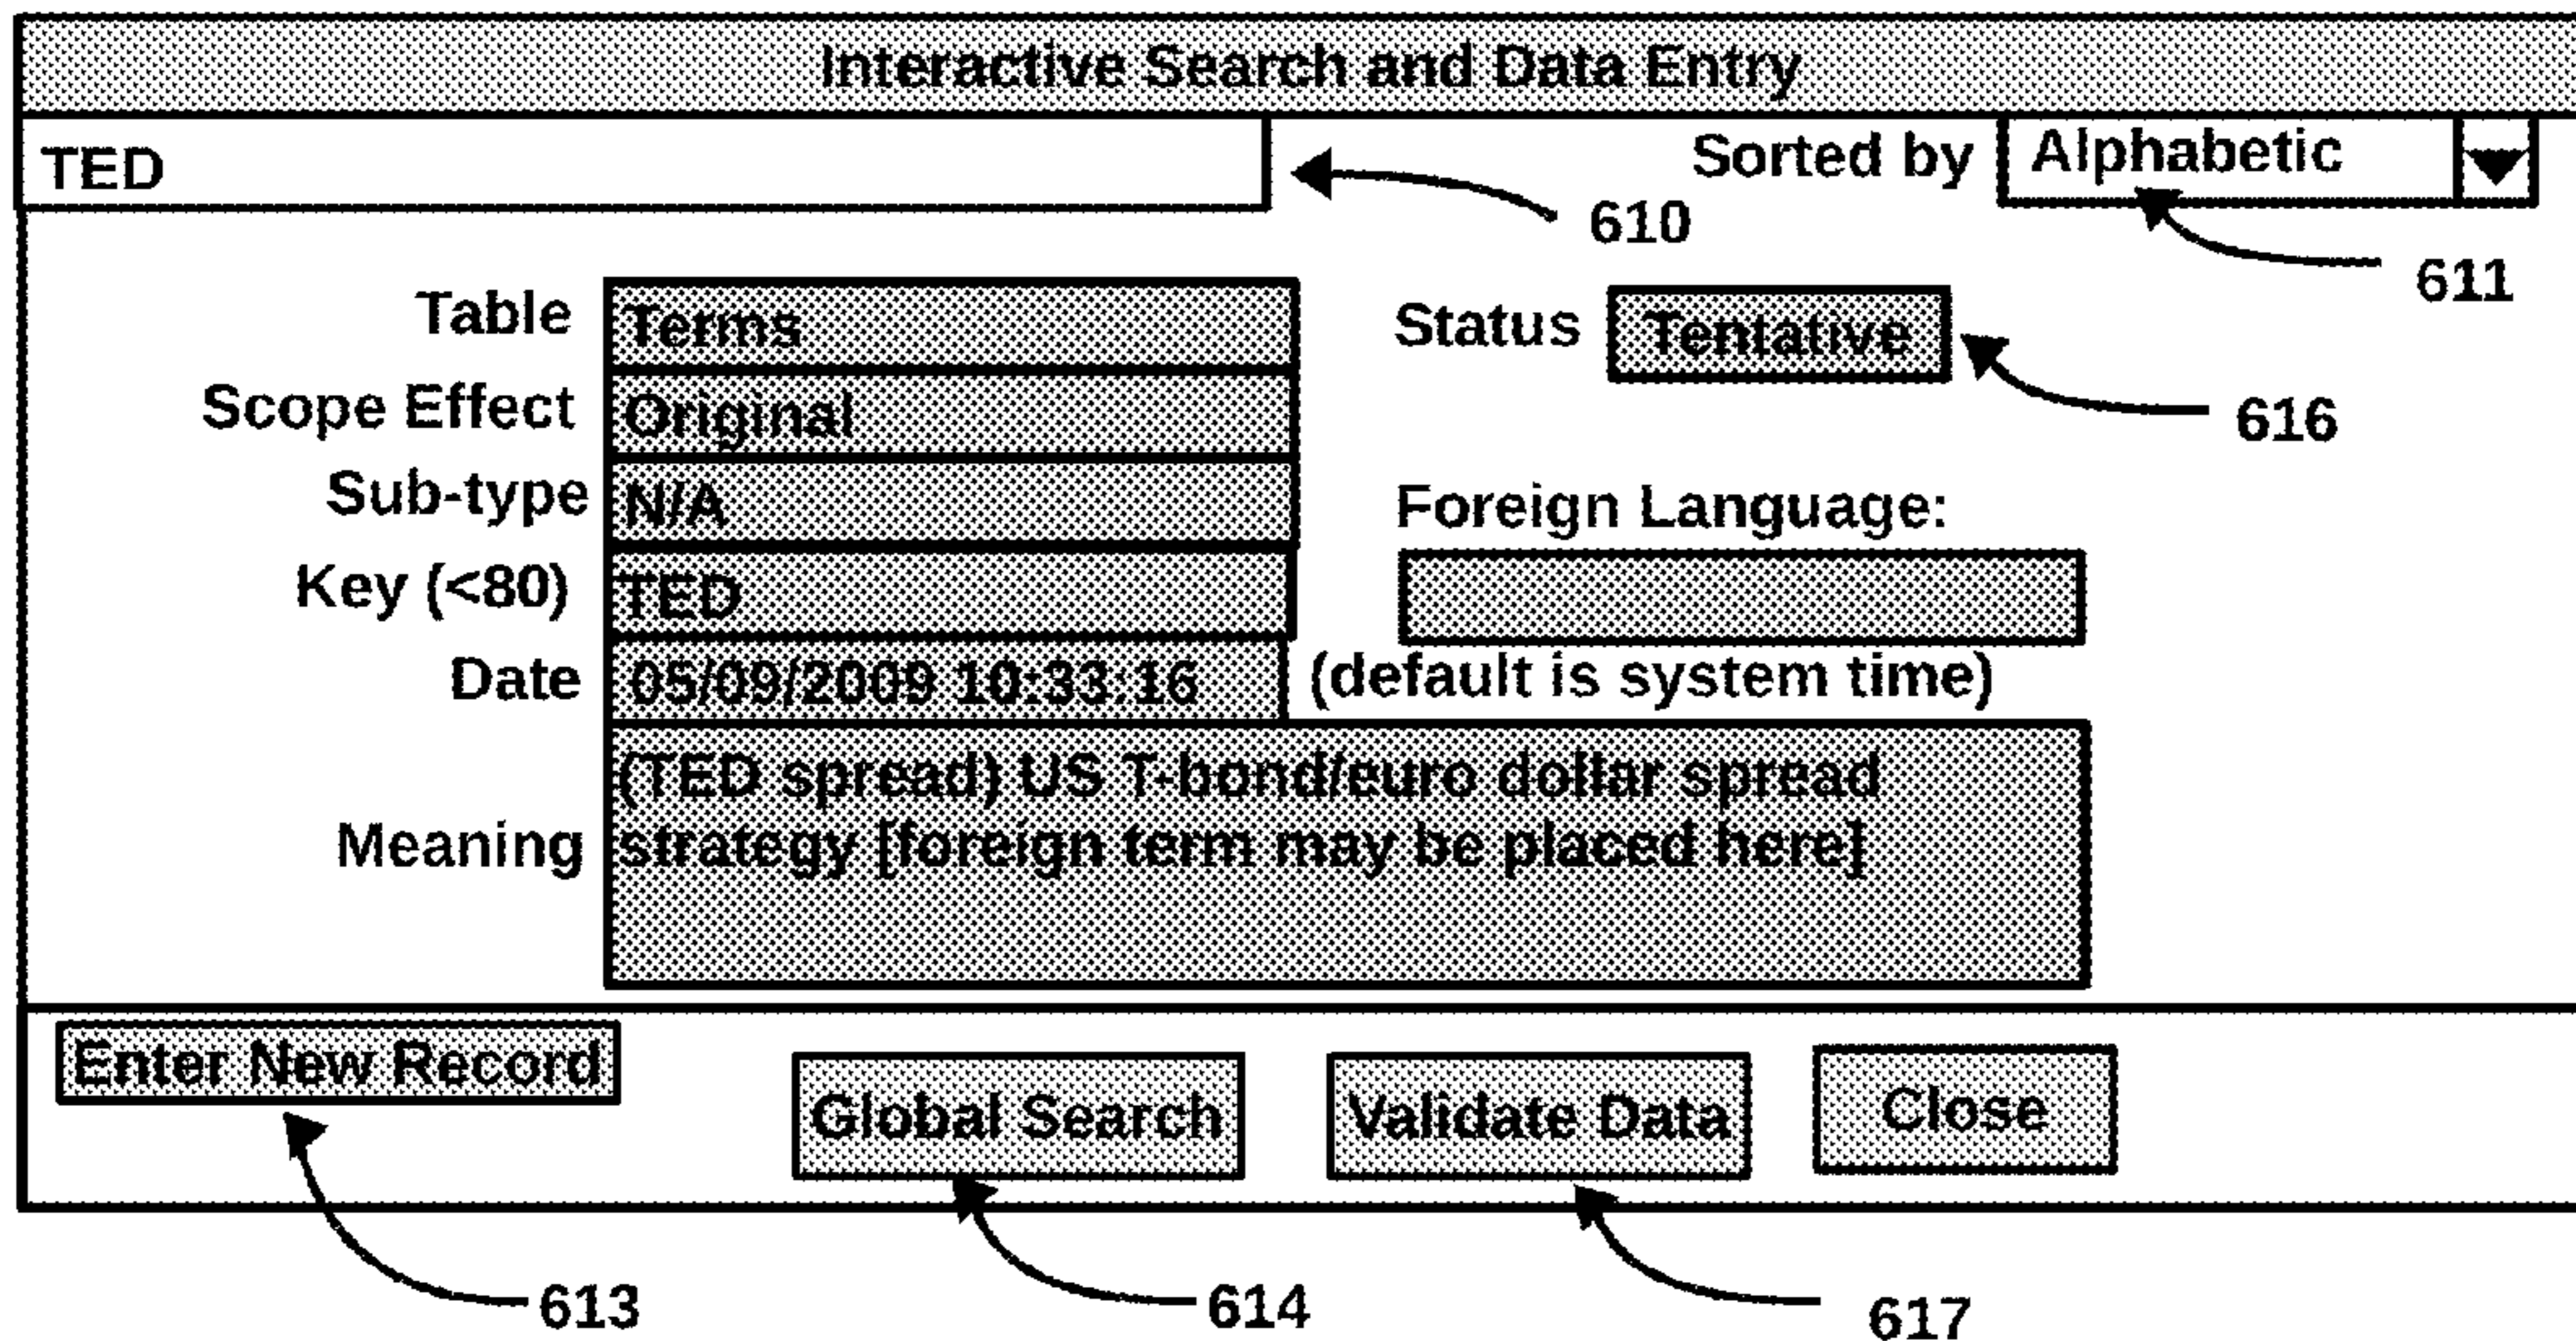 Interactive Search and Data Entry
TED
Sorted by Alphabetic
610
611
Table Terms
Status Tentative
616
Scope Effect Original
Sub-type N/A
Foreign Language:
Key (<80) TED
Date 05/09/2009 10:33:16 (default is system time)
Meaning
(TED spread) US T-bond/euro dollar spread
strategy [foreign term may be placed here]
Enter New Record
Global Search
Validate Data
Close
613
614
617